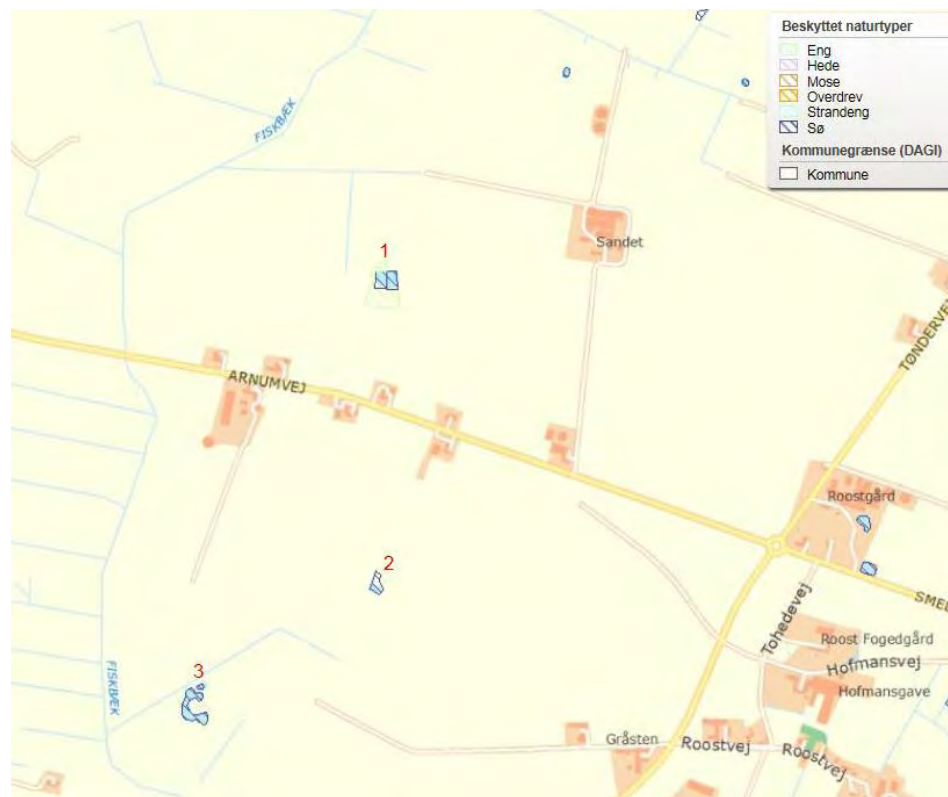 Beskyttet naturtyper
Eng
Hede
Mose
Overdrev
Strandeng
Sø
Kommunegrænse (DAGI)
Kommune
FISKBÆK
Sandet
1
TØNDERVEJ
ARNUMVEJ
Roostgård
2
SMED
Tohedevej
Roost Fogedgård
Hofmansvej
FISKBÆK
3
Hofmansgave
Gråsten
Roostvej
Roostvej